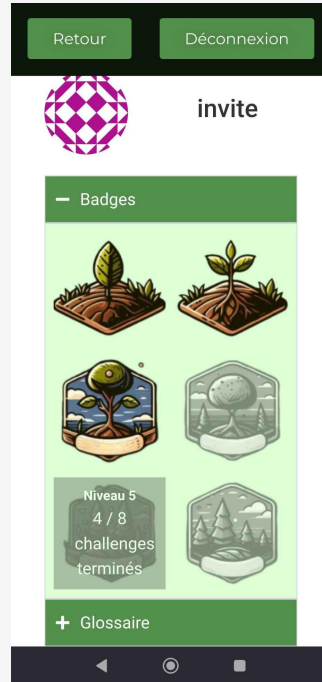 Retour
Déconnexion
invite
Badges
Niveau 5
4 / 8
challenges
terminés
Glossaire